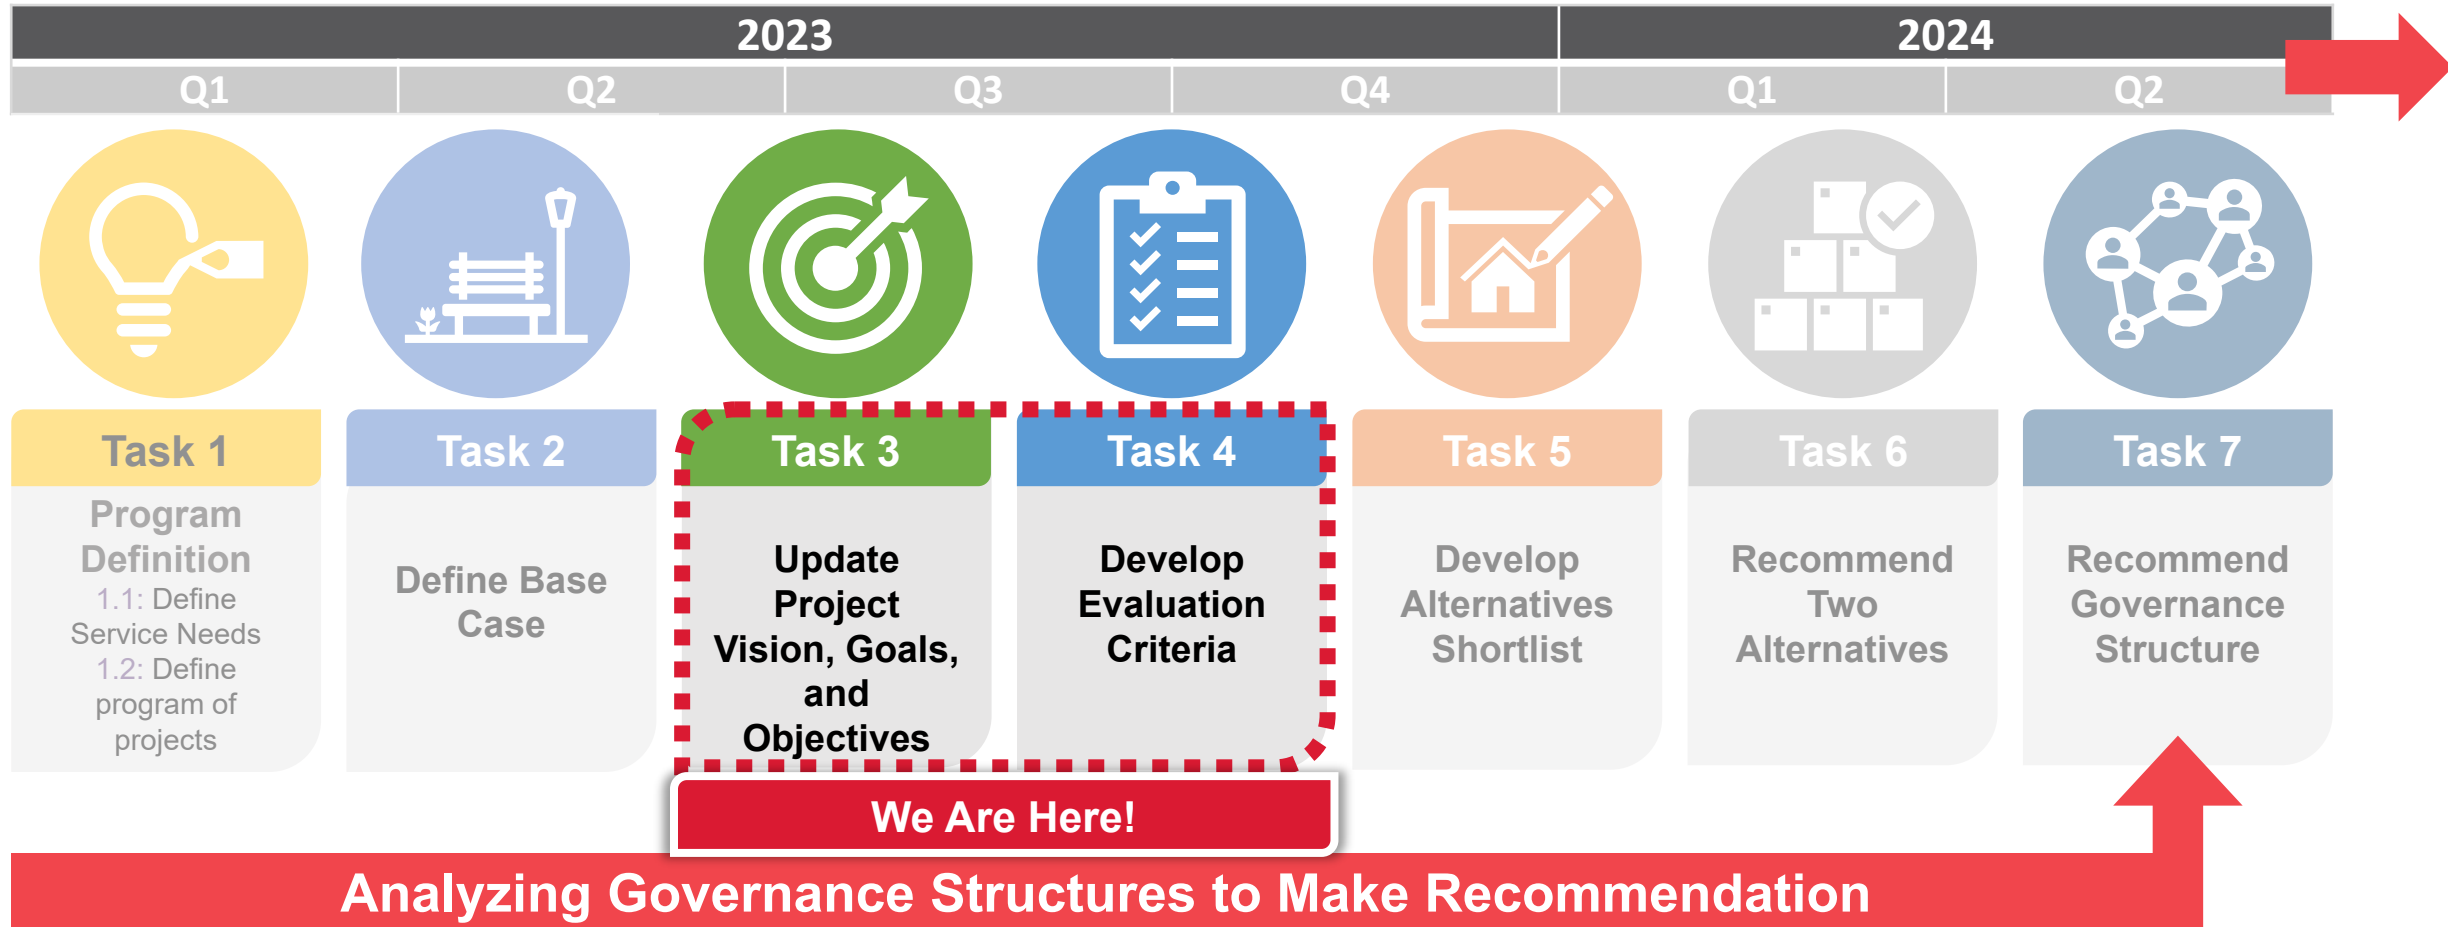 2023
2024
Q1
Q2
Q3
Q4
Q1
Q2
Task 1
Program
Definition
1.1: Define
Service Needs
1.2: Define
program of
projects
Task 2
Define Base
Case
Task 3
Update
Project
Vision, Goals,
and
Objectives
Task 4
Develop
Evaluation
Criteria
Task 5
Develop
Alternatives
Shortlist
Task 6
Recommend
Two
Alternatives
Task 7
Recommend
Governance
Structure
We Are Here!
Analyzing Governance Structures to Make Recommendation